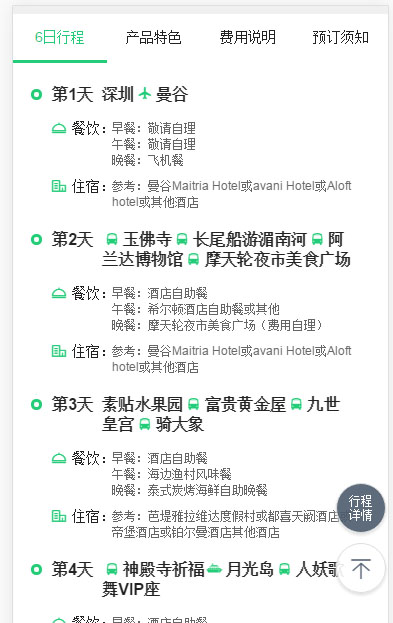 6日行程 产品特色 费用说明 预订须知
第1天 深圳 曼谷
餐饮： 早餐：敬请自理
午餐：敬请自理
晚餐：飞机餐
住宿： 参考：曼谷Maitria Hotel或avani Hotel或Aloft
hotel或其他酒店
第2天 玉佛寺 长尾船游湄南河 阿
兰达博物馆 摩天轮夜市美食广场
餐饮： 早餐：酒店自助餐
午餐：希尔顿酒店自助餐或其他
晚餐：摩天轮夜市美食广场（费用自理）
住宿： 参考：曼谷Maitria Hotel或avani Hotel或Aloft
hotel或其他酒店
第3天 素贴水果园 富贵黄金屋 九世
皇宫 骑大象
餐饮： 早餐：酒店自助餐
午餐：海边渔村风味餐
晚餐：泰式炭烤海鲜自助晚餐
住宿： 参考：芭堤雅拉维达度假村或都喜天阙酒店
帝堡酒店或铂尔曼酒店其他酒店
行程
详情
第4天 神殿寺祈福 月光岛 人妖歌
舞VIP座